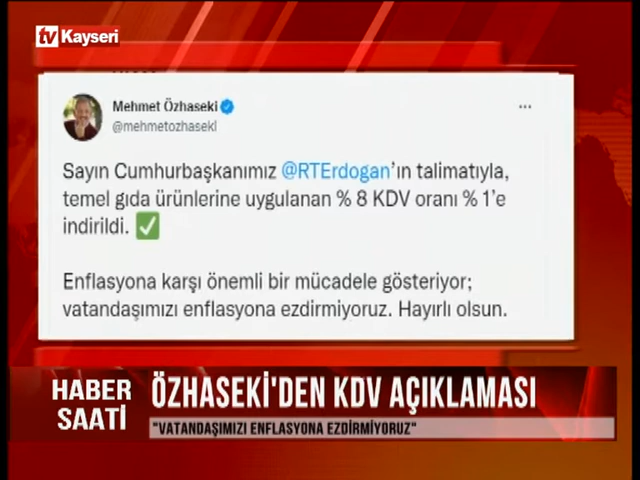 tv Kayseri
Mehmet Özhaseki
@mehmetozhaseki
Sayın Cumhurbaşkanımız @RTErdogan'ın talimatıyla,
temel gıda ürünlerine uygulanan % 8 KDV oranı % 1'e
indirildi. ✅
Enflasyona karşı önemli bir mücadele gösteriyor;
vatandaşımızı enflasyona ezdirmiyoruz. Hayırlı olsun.
HABER
SAATİ
ÖZHASEKİ'DEN KDV AÇIKLAMASI
"VATANDAŞIMIZI ENFLASYONA EZDİRMİYORUZ"